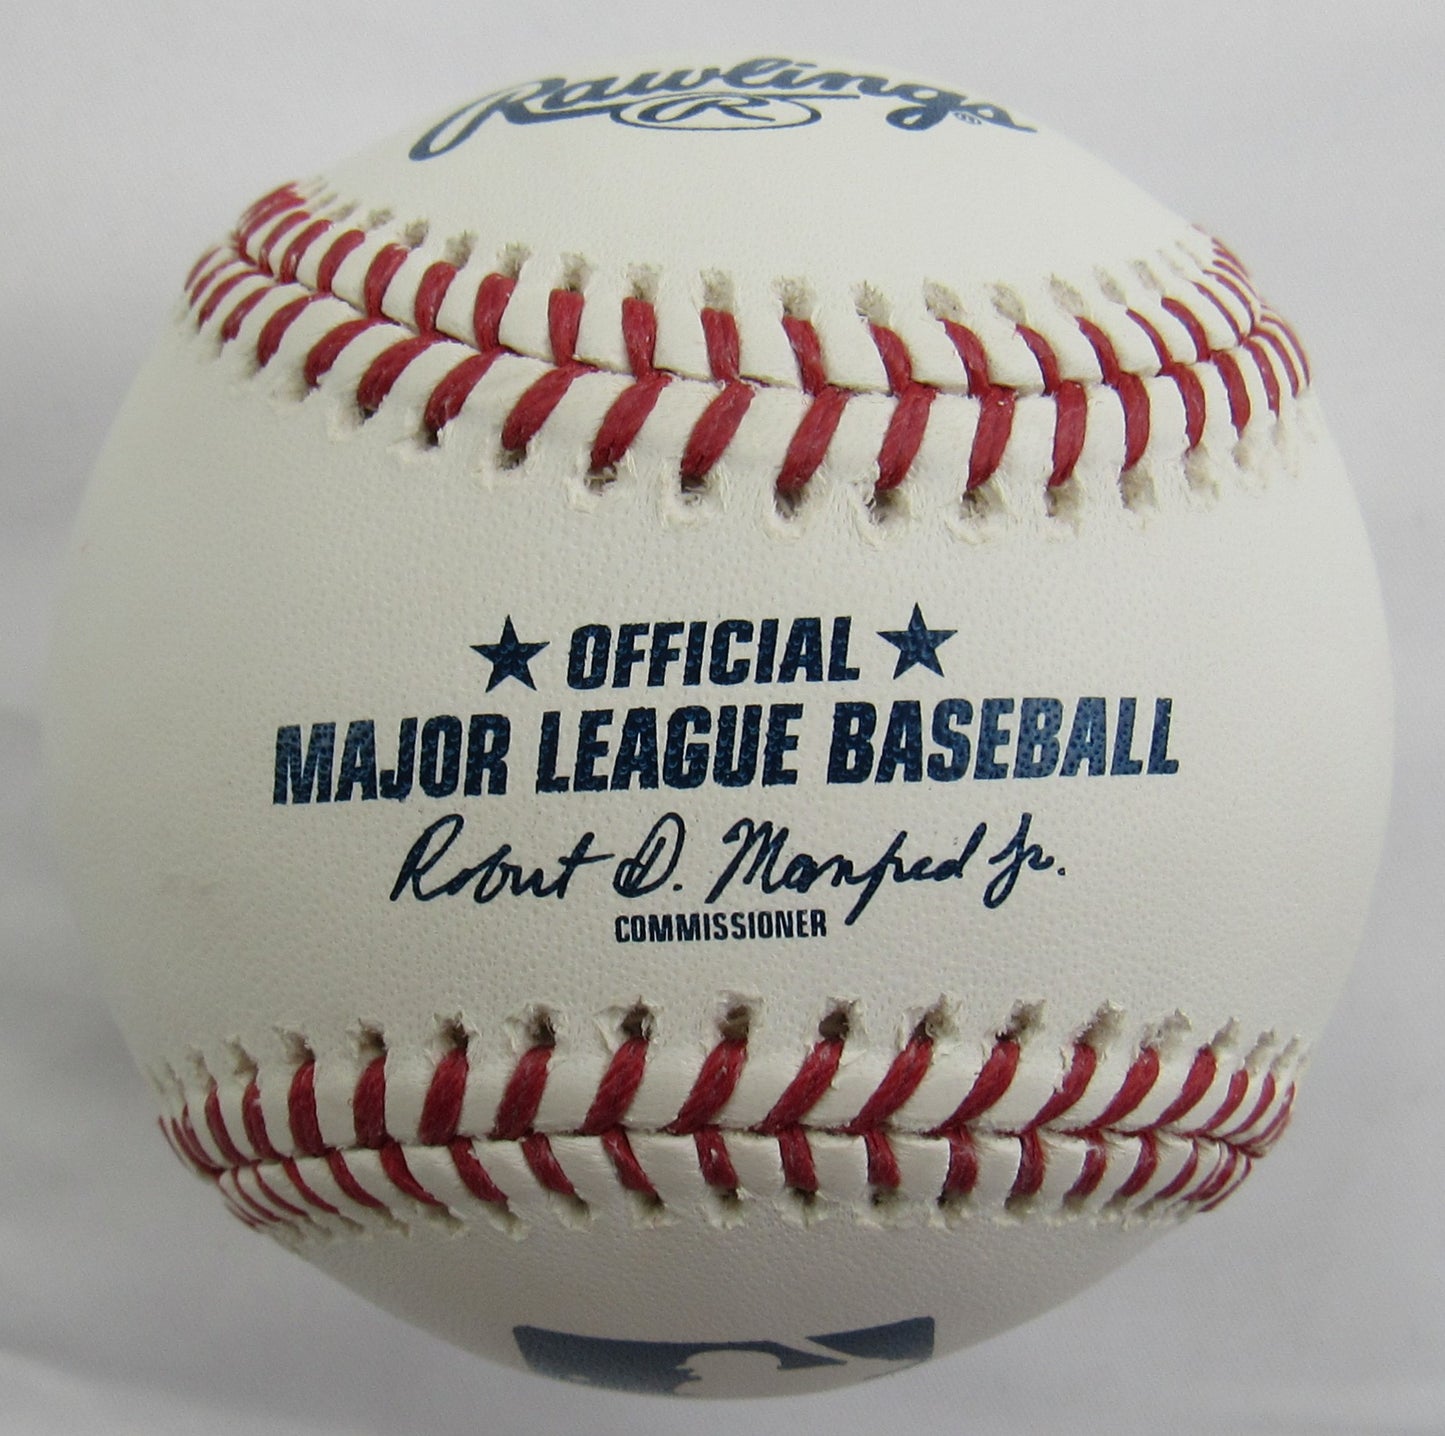 Rawlings
R ®
★ OFFICIAL ★
MAJOR LEAGUE BASEBALL
Robert D. Manfred Jr.
COMMISSIONER